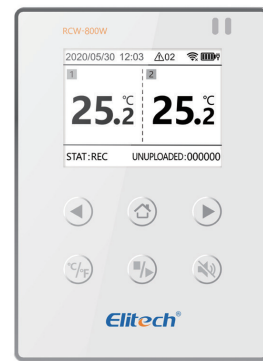 RCW-800W
2020/05/30 12:03 ⚠02
1 2
25.2℃ 25.2℃
STAT:REC UNUPLOADED:000000
℃/℉
Elitech®